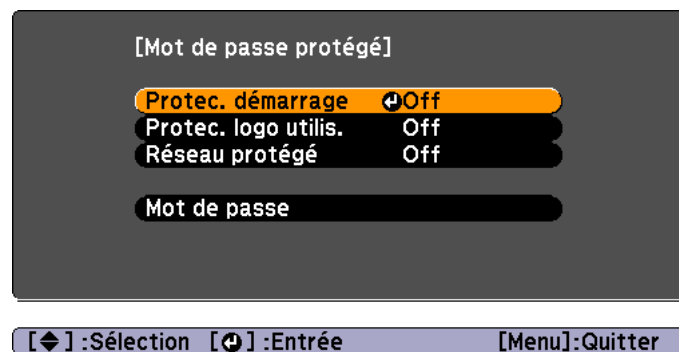 [Mot de passe protégé]
Protec. démarrage Off
Protec. logo utilis. Off
Réseau protégé Off
Mot de passe
[ ] :Sélection [ ] :Entrée [Menu]:Quitter